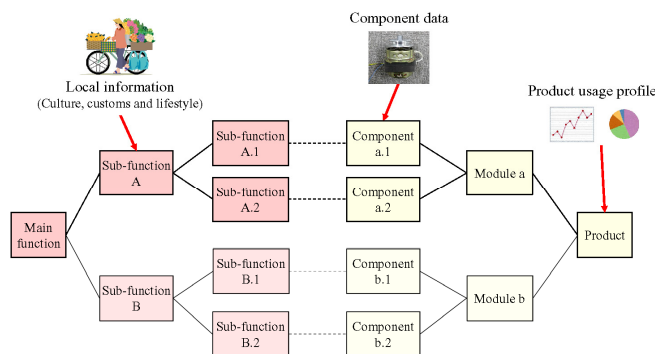 Component data
Local information
(Culture, customs and lifestyle)
Product usage profile
Sub-function
A.1
Component
a.1
Sub-function
A
Module a
Sub-function
A.2
Component
a.2
Main
function
Product
Sub-function
B.1
Component
b.1
Sub-function
B
Module b
Sub-function
B.2
Component
b.2